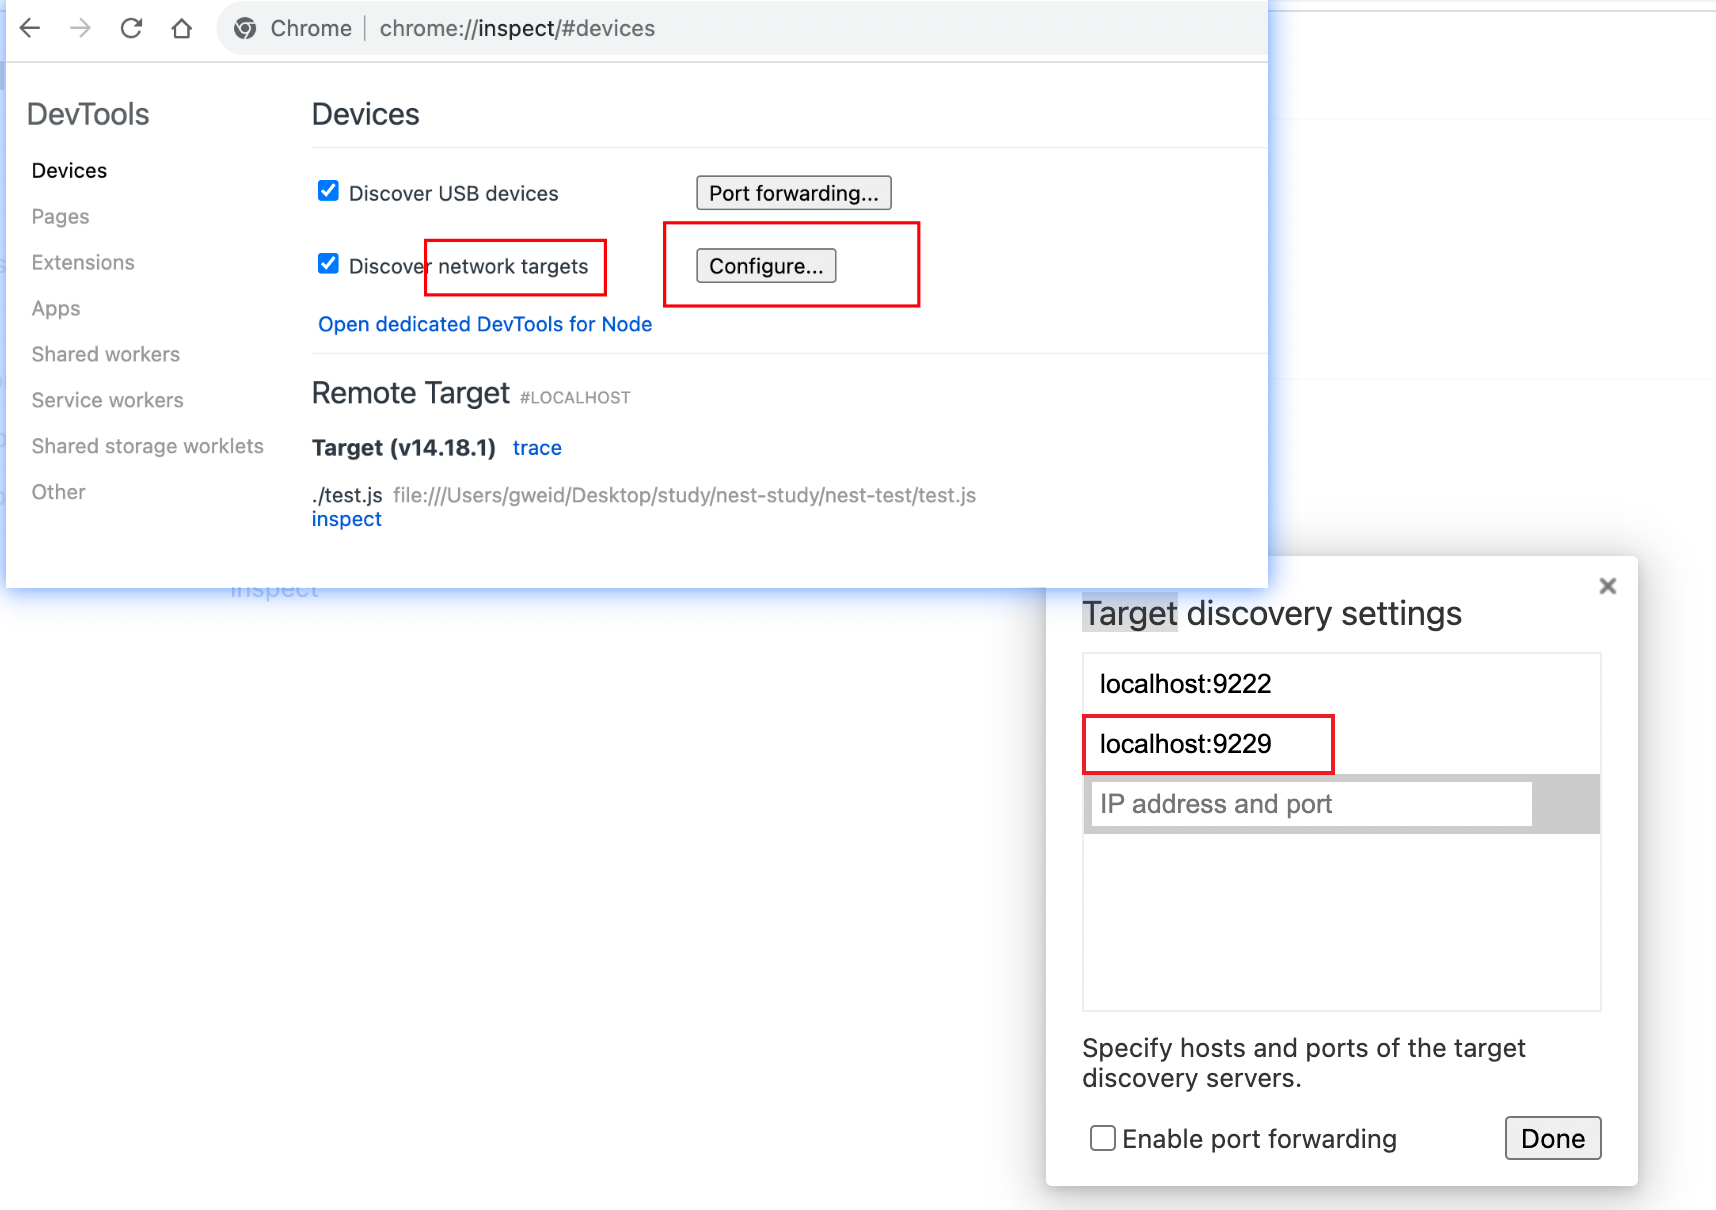 Chrome | chrome://inspect/#devices
DevTools
Devices
Pages
Extensions
Apps
Shared workers
Service workers
Shared storage worklets
Other
Devices
Discover USB devices
Port forwarding...
Discover network targets
Configure...
Open dedicated DevTools for Node
Remote Target #LOCALHOST
Target (v14.18.1) trace
./test.js file:///Users/gweid/Desktop/study/nest-study/nest-test/test.js
inspect
inspect
Target discovery settings
localhost:9222
localhost:9229
IP address and port
Specify hosts and ports of the target
discovery servers.
Enable port forwarding
Done